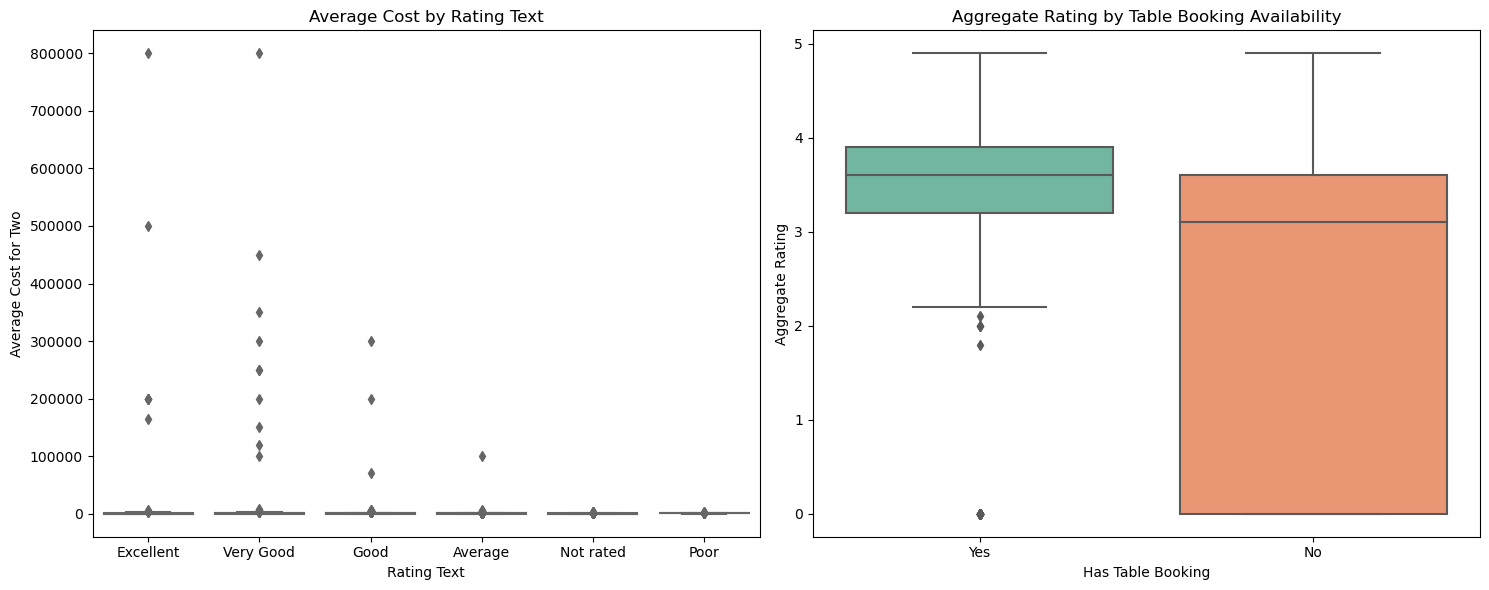 Average Cost by Rating Text
800000
700000
600000
500000
400000
300000
200000
100000
0
Average Cost for Two
Excellent
Very Good
Good
Average
Not rated
Poor
Rating Text
Aggregate Rating by Table Booking Availability
5
4
3
2
1
0
Aggregate Rating
Yes
No
Has Table Booking